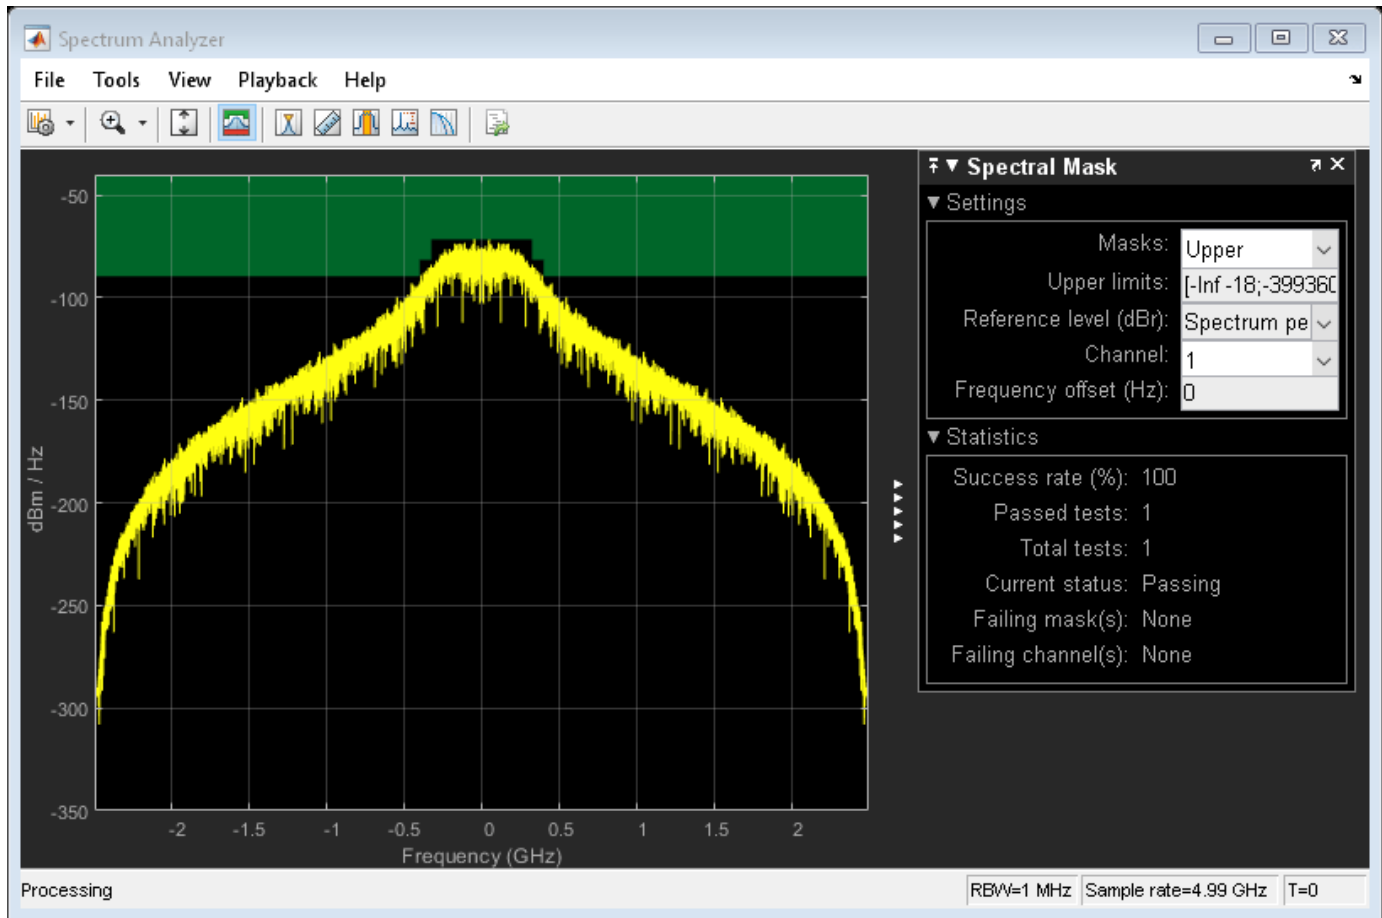 Spectrum Analyzer
File Tools View Playback Help
-50
-100
-150
-200
-250
-300
-350
dBm / Hz
-2 -1.5 -1 -0.5 0 0.5 1 1.5 2
Frequency (GHz)
Spectral Mask
Settings
Masks: Upper
Upper limits: [-Inf -18;-399360
Reference level (dBr): Spectrum pe
Channel: 1
Frequency offset (Hz): 0
Statistics
Success rate (%): 100
Passed tests: 1
Total tests: 1
Current status: Passing
Failing mask(s): None
Failing channel(s): None
Processing
RBW=1 MHz Sample rate=4.99 GHz T=0